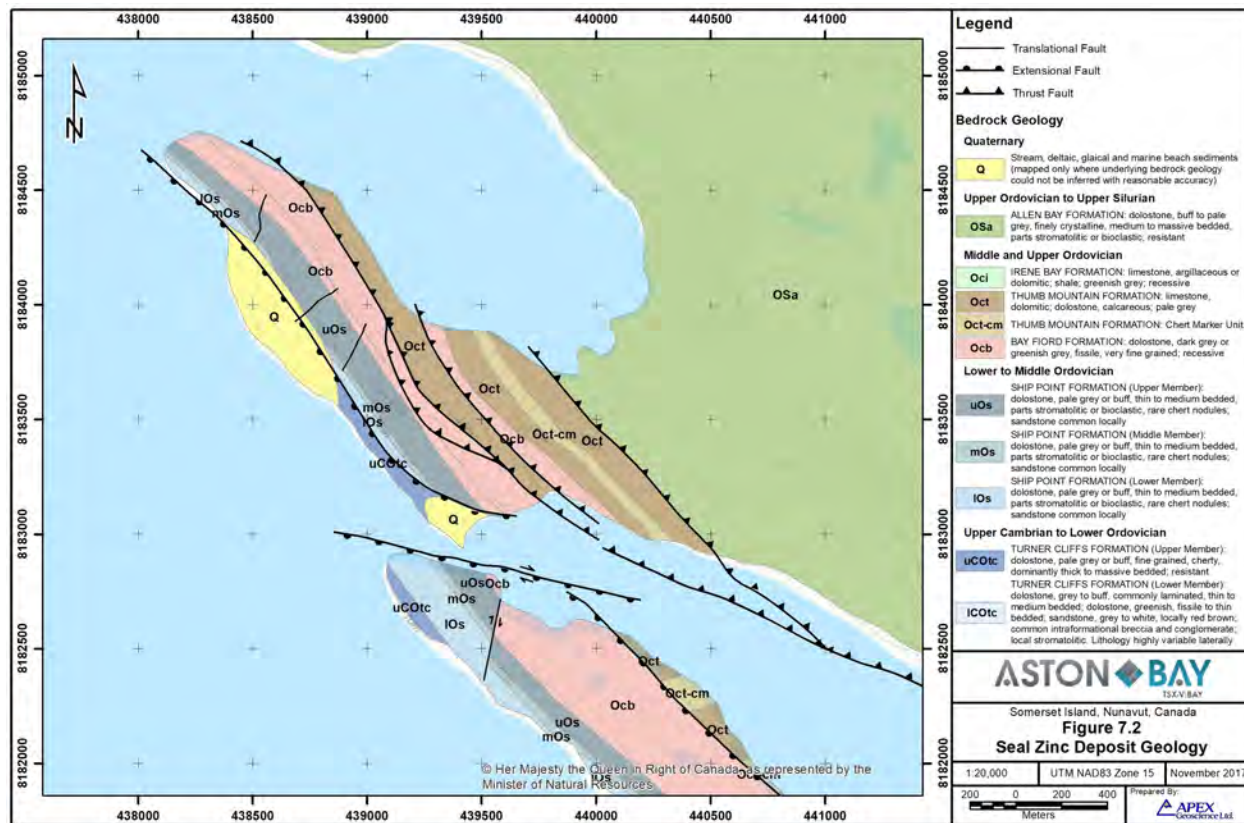 438000 438500 439000 439500 440000 440500 441000
8185000
8184500
8184000
8183500
8183000
8182500
8182000
8185000
8184500
8184000
8183500
8183000
8182500
8182000
N
lOs
mOs
Ocb
Ocb
OSa
Q
uOs
Oct
Oct
mOs
lOs
Ocb
Oct-cm
Oct
uCOtc
Q
uOs
Ocb
mOs
uCOtc
lOs
Oct
Oct-cm
Ocb
uOs
mOs
Oct
lOs
© Her Majesty the Queen in Right of Canada, as represented by the
Minister of Natural Resources
438000 438500 439000 439500 440000 440500 441000
Legend
Translational Fault
Extensional Fault
Thrust Fault
Bedrock Geology
Quaternary
Q
Stream, deltaic, glaical and marine beach sediments
(mapped only where underlying bedrock geology
could not be inferred with reasonable accuracy)
Upper Ordovician to Upper Silurian
OSa
ALLEN BAY FORMATION: dolostone, buff to pale
grey, finely crystalline, medium to massive bedded,
parts stromatolitic or bioclastic, resistant
Middle and Upper Ordovician
Oci
IRENE BAY FORMATION: limestone, argillaceous or
dolomitic; shale; greenish grey; recessive
Oct
THUMB MOUNTAIN FORMATION: limestone,
dolomitic; dolostone, calcareous; pale grey
Oct-cm
THUMB MOUNTAIN FORMATION: Chert Marker Unit
Ocb
BAY FIORD FORMATION: dolostone, dark grey or
greenish grey, fissile, very fine grained; recessive
Lower to Middle Ordovician
uOs
SHIP POINT FORMATION (Upper Member):
dolostone, pale grey or buff, thin to medium bedded,
parts stromatolitic or bioclastic, rare chert nodules;
sandstone common locally
mOs
SHIP POINT FORMATION (Middle Member):
dolostone, pale grey or buff, thin to medium bedded,
parts stromatolitic or bioclastic, rare chert nodules;
sandstone common locally
lOs
SHIP POINT FORMATION (Lower Member):
dolostone, pale grey or buff, thin to medium bedded,
parts stromatolitic or bioclastic, rare chert nodules;
sandstone common locally
Upper Cambrian to Lower Ordovician
uCOtc
TURNER CLIFFS FORMATION (Upper Member):
dolostone, pale grey or buff, fine grained, cherty,
dominantly thick to massive bedded; resistant
lCOtc
TURNER CLIFFS FORMATION (Lower Member):
dolostone, grey to buff, commonly laminated, thin to
medium bedded; dolostone, greenish, fissile to thin
bedded; sandstone, grey to white, locally red brown;
common intraformational breccia and conglomerate;
local stromatolitic. Lithology highly variable laterally
ASTON BAY
TSX-V:BAY
Somerset Island, Nunavut, Canada
Figure 7.2
Seal Zinc Deposit Geology
1:20,000 UTM NAD83 Zone 15 November 2017
200 0 200 400
Meters
Prepared By:
APEX
Geoscience Ltd.